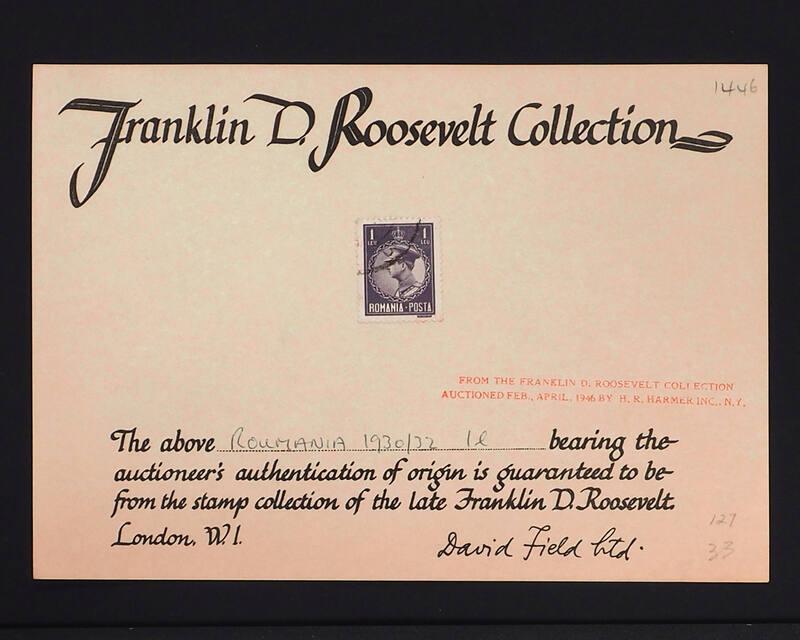 1446
Franklin D. Roosevelt Collection
1 1
LEU LEU
ROMANIA-POSTA
FROM THE FRANKLIN D. ROOSEVELT COLLECTION
AUCTIONED FEB., APRIL, 1946 BY H. R. HARMER INC., N.Y.
The above ROUMANIA 1930/32 1l bearing the
auctioneer's authentication of origin is guaranteed to be
from the stamp collection of the late Franklin D. Roosevelt.
London, W.1.
David Field Ltd.
127
33